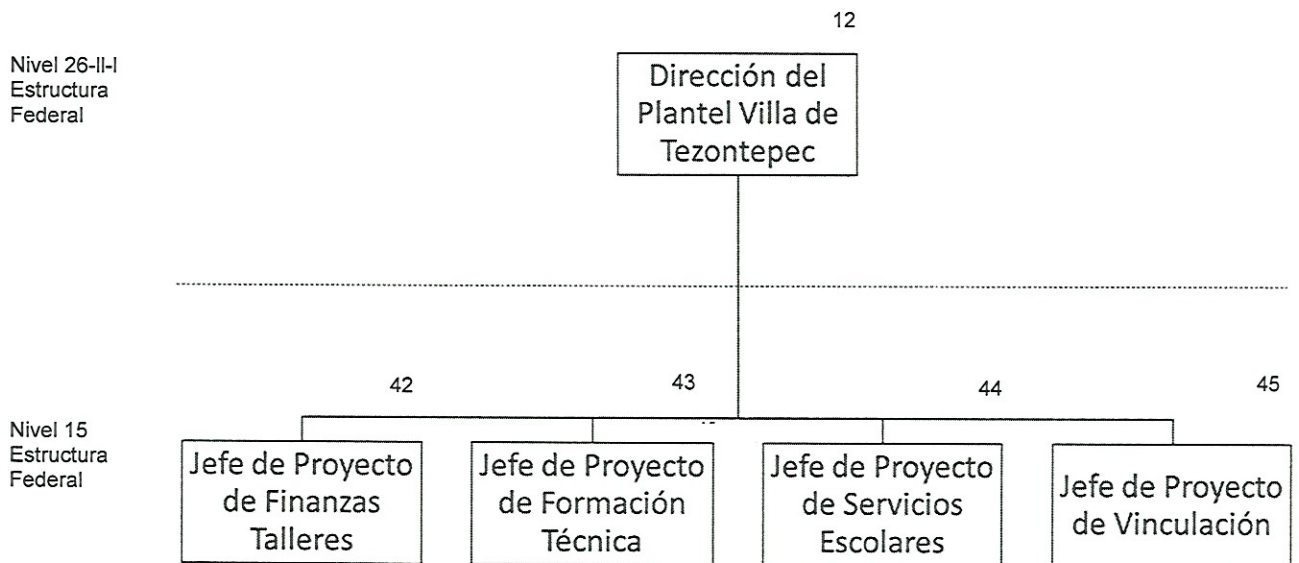 12
Nivel 26-II-I
Estructura
Federal
Dirección del
Plantel Villa de
Tezontepec
42
43
44
45
Nivel 15
Estructura
Federal
Jefe de Proyecto
de Finanzas
Talleres
Jefe de Proyecto
de Formación
Técnica
Jefe de Proyecto
de Servicios
Escolares
Jefe de Proyecto
de Vinculación